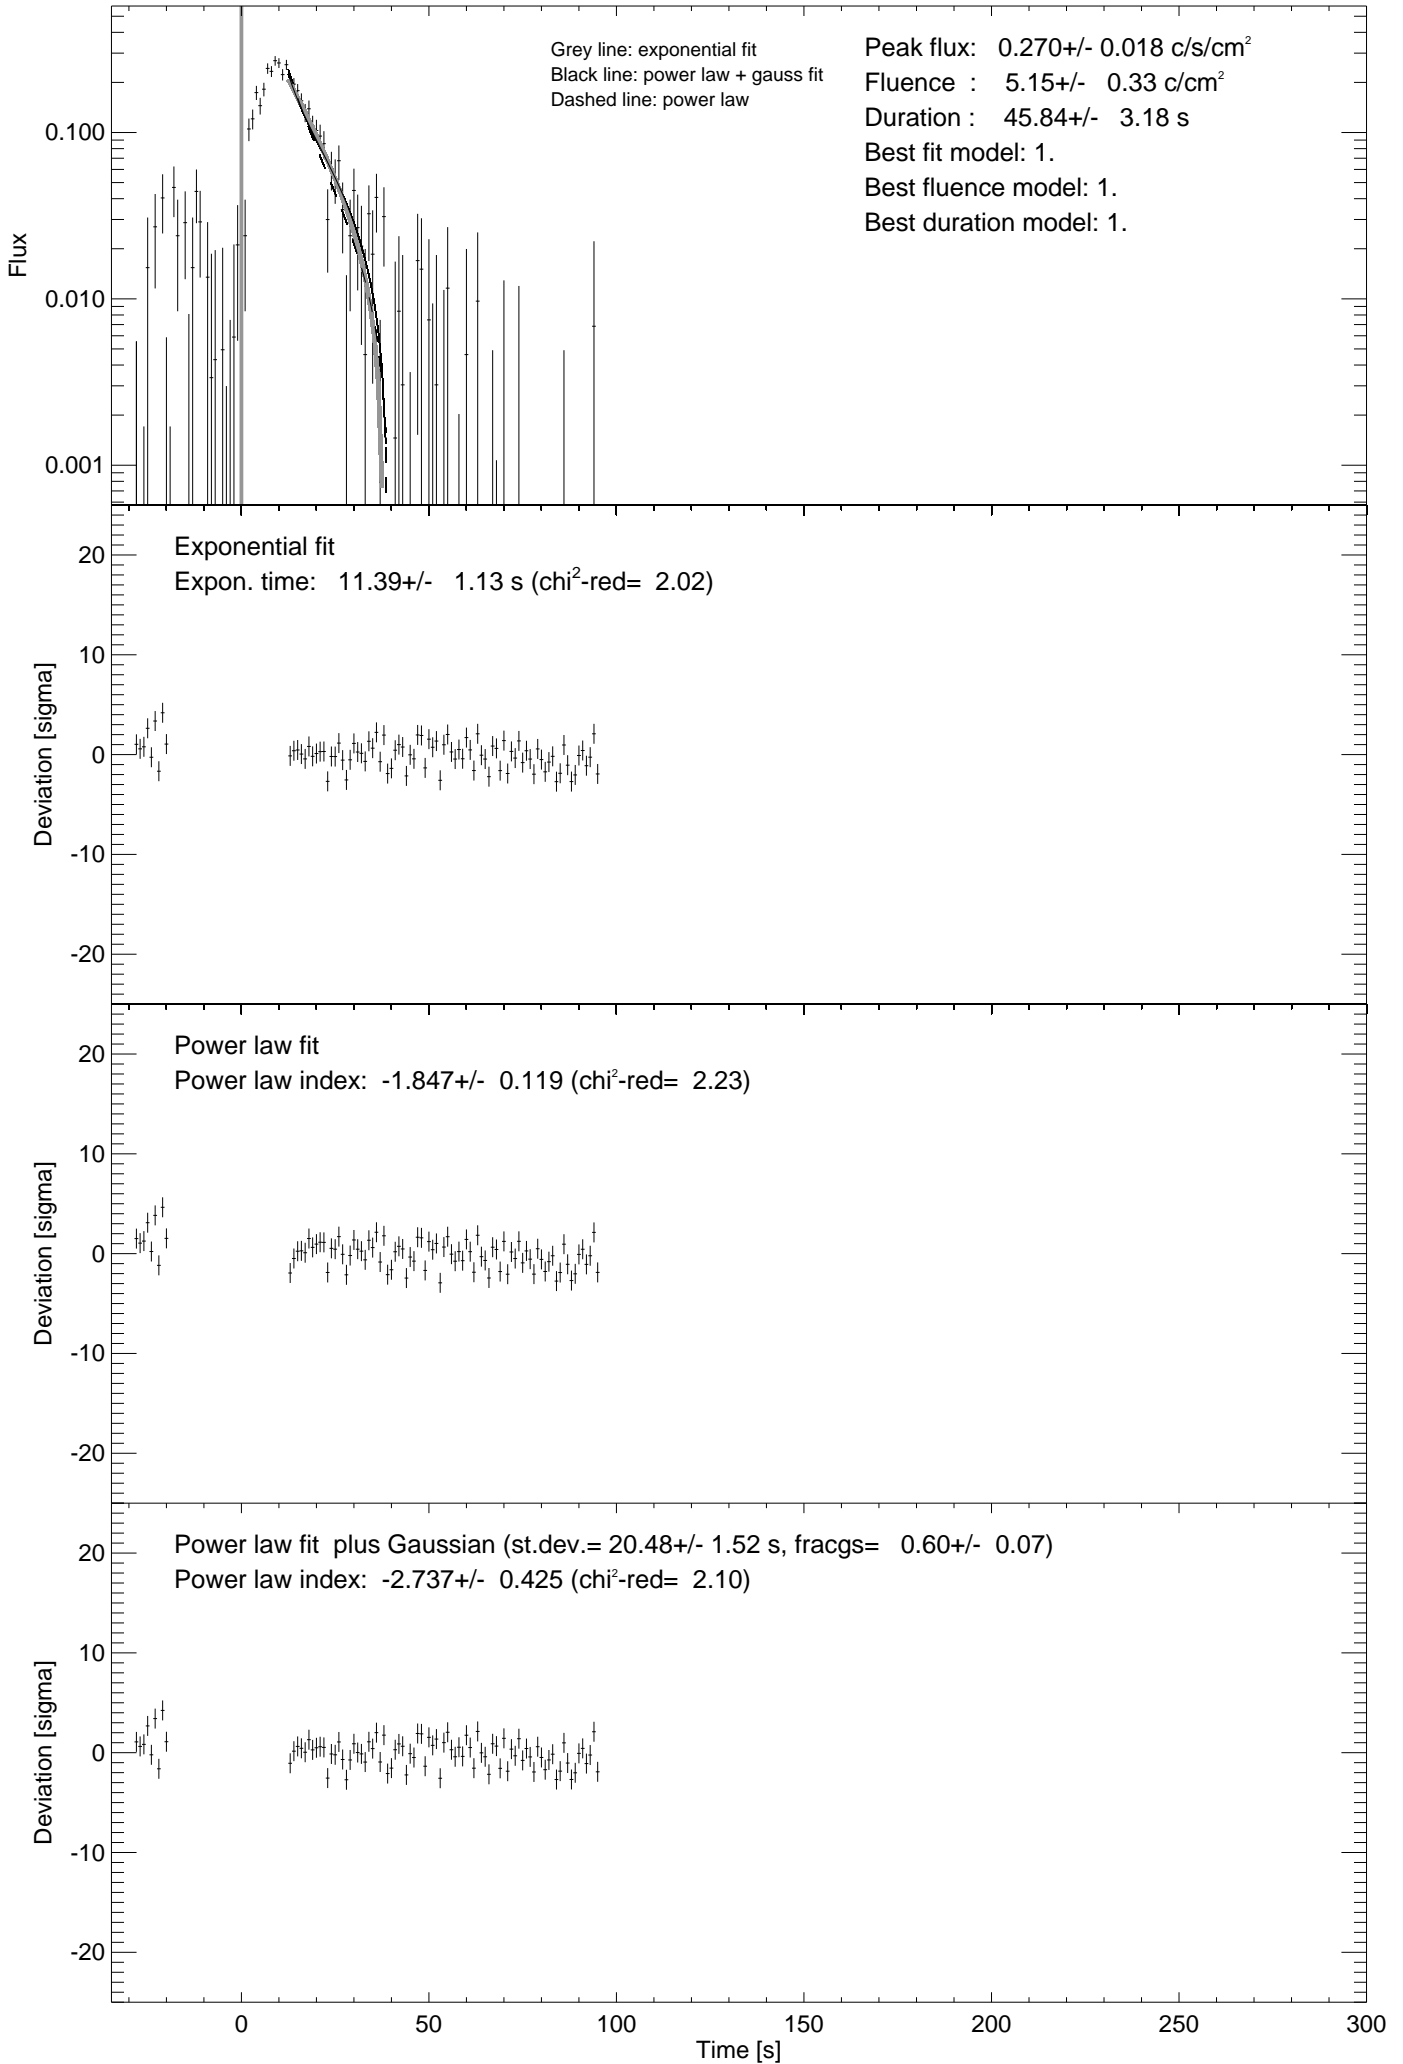 Grey line: exponential fit
Black line: power law + gauss fit
Dashed line: power law
Peak flux: 0.270+/- 0.018 c/s/cm²
Fluence : 5.15+/- 0.33 c/cm²
Duration : 45.84+/- 3.18 s
Best fit model: 1.
Best fluence model: 1.
Best duration model: 1.
Flux
0.100
0.010
0.001
Exponential fit
Expon. time: 11.39+/- 1.13 s (chi²-red= 2.02)
Deviation [sigma]
20
10
0
-10
-20
Power law fit
Power law index: -1.847+/- 0.119 (chi²-red= 2.23)
Deviation [sigma]
20
10
0
-10
-20
Power law fit plus Gaussian (st.dev.= 20.48+/- 1.52 s, fracgs= 0.60+/- 0.07)
Power law index: -2.737+/- 0.425 (chi²-red= 2.10)
Deviation [sigma]
20
10
0
-10
-20
0 50 100 150 200 250 300
Time [s]